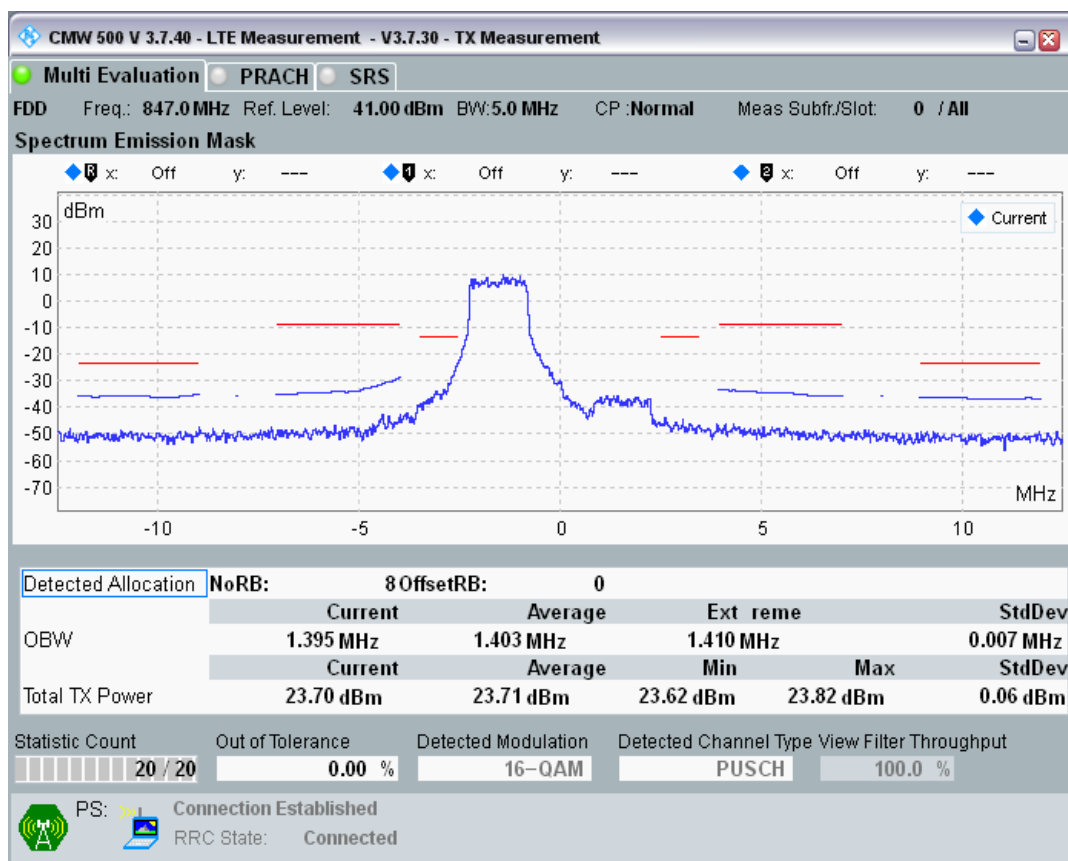 CMW 500 V 3.7.40 - LTE Measurement - V3.7.30 - TX Measurement
Multi Evaluation PRACH SRS
FDD Freq.: 847.0 MHz Ref. Level: 41.00 dBm BW:5.0 MHz CP :Normal Meas Subfr./Slot: 0 / All
Spectrum Emission Mask
R x: Off y: --- 1 x: Off y: --- 2 x: Off y: ---
dBm
Current
30
20
10
0
-10
-20
-30
-40
-50
-60
-70
MHz
-10 -5 0 5 10
Detected Allocation NoRB: 8 OffsetRB: 0
Current Average Ext reme StdDev
OBW 1.395 MHz 1.403 MHz 1.410 MHz 0.007 MHz
Current Average Min Max StdDev
Total TX Power 23.70 dBm 23.71 dBm 23.62 dBm 23.82 dBm 0.06 dBm
Statistic Count Out of Tolerance Detected Modulation Detected Channel Type View Filter Throughput
20 / 20 0.00 % 16-QAM PUSCH 100.0 %
PS: Connection Established
RRC State: Connected